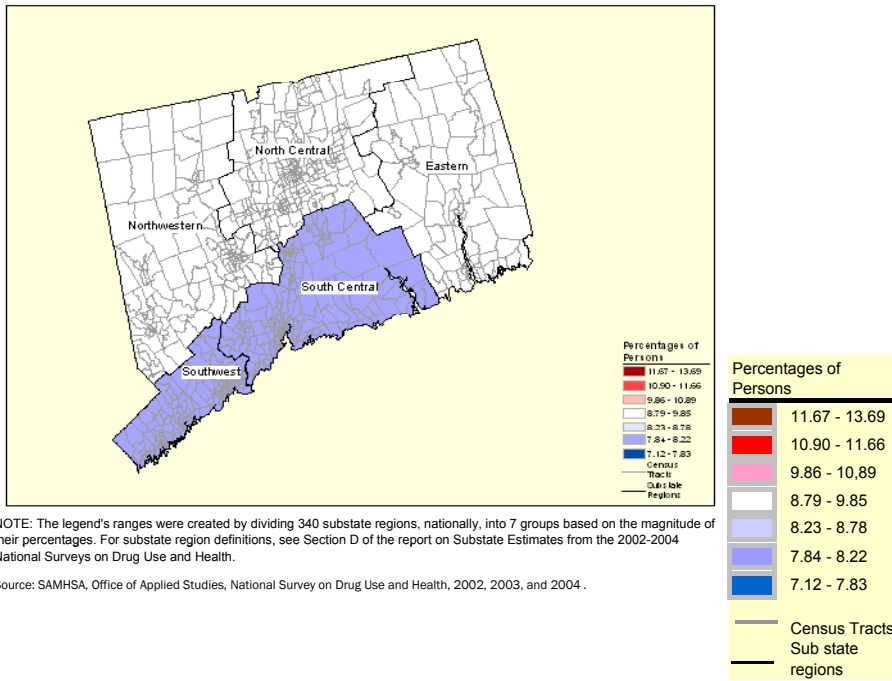 North Central
Eastern
Northwestern
South Central
Southwest
Percentages of
Persons
11.67 - 13.69
10.90 - 11.66
9.86 - 10.89
8.79 - 9.85
8.23 - 8.78
7.84 - 8.22
7.12 - 7.83
Census
Tracts
Substate
Regions
Percentages of
Persons
11.67 - 13.69
10.90 - 11.66
9.86 - 10,89
8.79 - 9.85
8.23 - 8.78
7.84 - 8.22
7.12 - 7.83
Census Tracts
Sub state
regions
NOTE: The legend's ranges were created by dividing 340 substate regions, nationally, into 7 groups based on the magnitude of
their percentages. For substate region definitions, see Section D of the report on Substate Estimates from the 2002-2004
National Surveys on Drug Use and Health.
Source: SAMHSA, Office of Applied Studies, National Survey on Drug Use and Health, 2002, 2003, and 2004 .